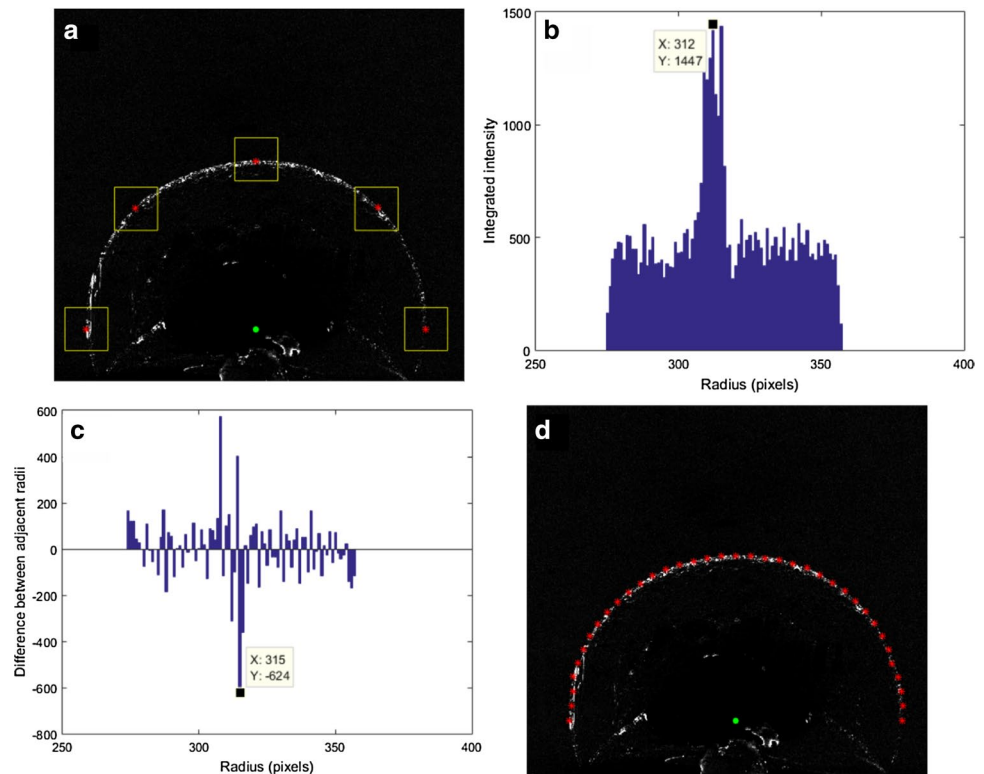 a
b
1500
1000
500
0
Integrated intensity
X: 312
Y: 1447
250
300
350
400
Radius (pixels)
c
600
400
200
0
-200
-400
-600
-800
Difference between adjacent radii
X: 315
Y: -624
250
300
350
400
Radius (pixels)
d